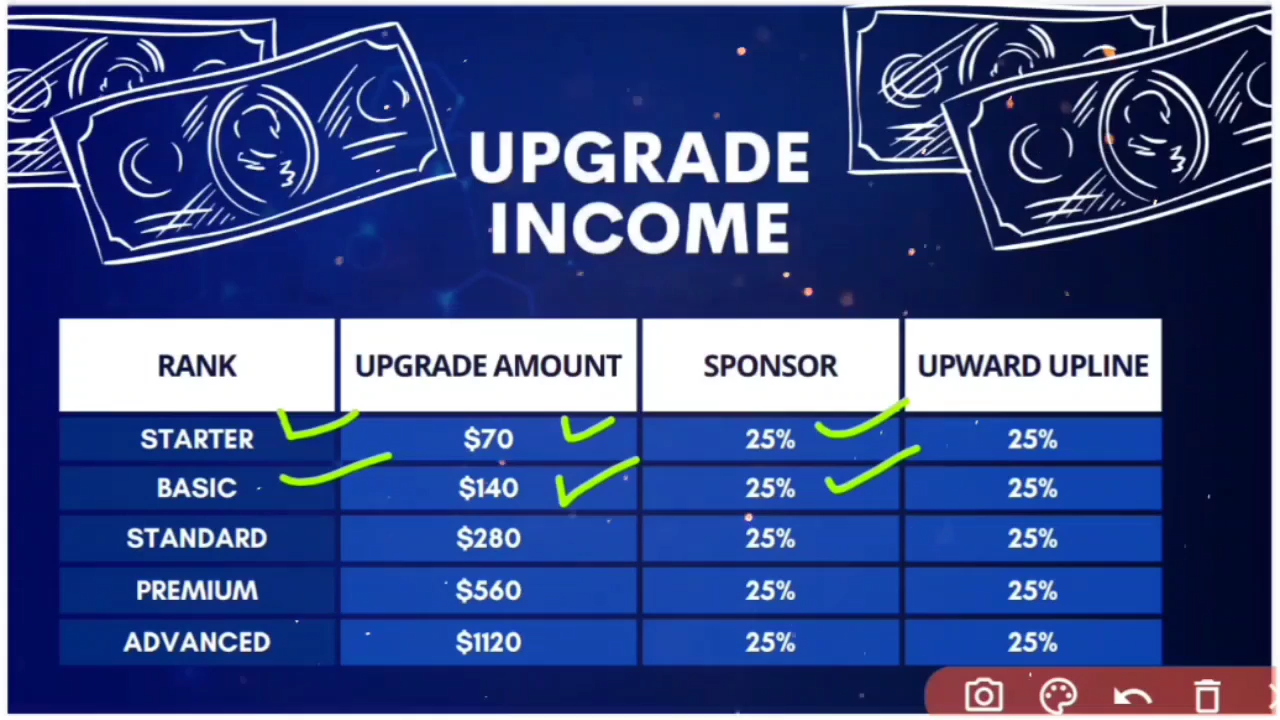 UPGRADE
INCOME
RANK UPGRADE AMOUNT SPONSOR UPWARD UPLINE
STARTER $70 25% 25%
BASIC $140 25% 25%
STANDARD $280 25% 25%
PREMIUM $560 25% 25%
ADVANCED $1120 25% 25%